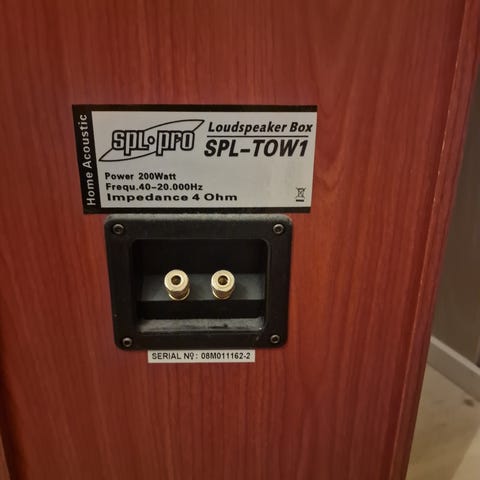 Home Acoustic
spl•pro
Loudspeaker Box
SPL-TOW1
Power 200Watt
Frequ.40-20.000Hz
Impedance 4 Ohm
SERIAL Nº: 08M011162-2